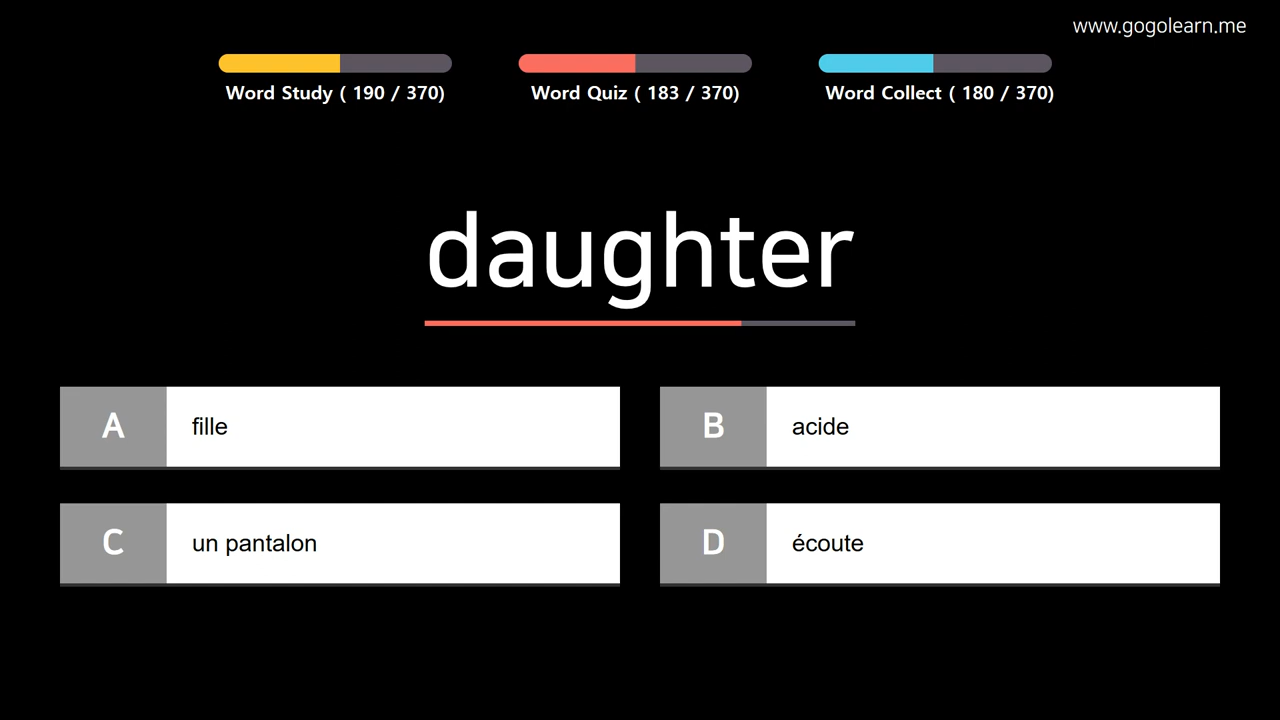 www.gogolearn.me
Word Study ( 190 / 370)
Word Quiz ( 183 / 370)
Word Collect ( 180 / 370)
daughter
A fille
B acide
C un pantalon
D écoute